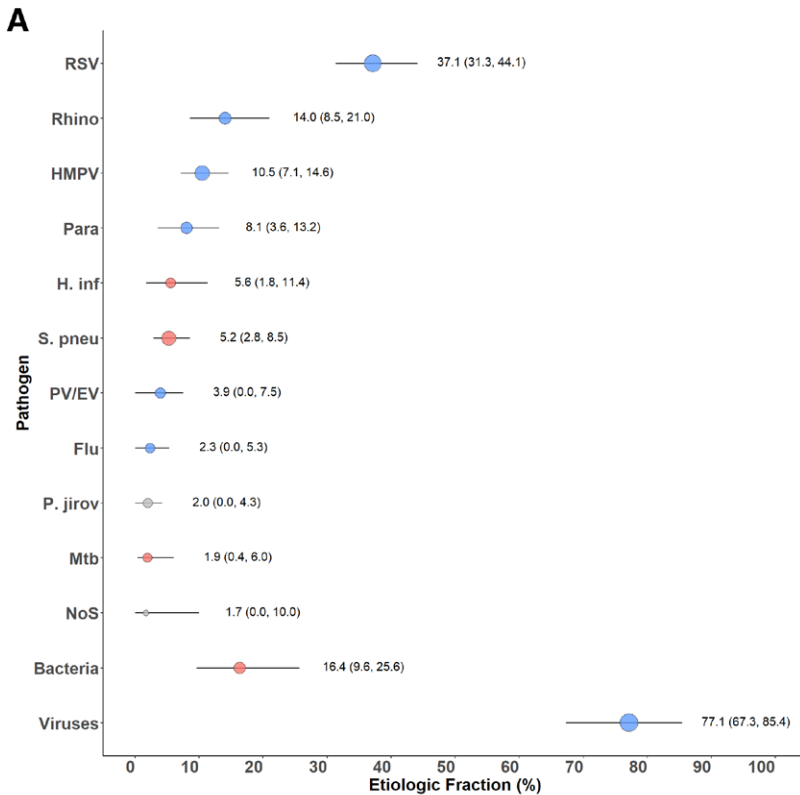 A
RSV 37.1 (31.3, 44.1)
Rhino 14.0 (8.5, 21.0)
HMPV 10.5 (7.1, 14.6)
Para 8.1 (3.6, 13.2)
H. inf 5.6 (1.8, 11.4)
S. pneu 5.2 (2.8, 8.5)
PV/EV 3.9 (0.0, 7.5)
Flu 2.3 (0.0, 5.3)
P. jirov 2.0 (0.0, 4.3)
Mtb 1.9 (0.4, 6.0)
NoS 1.7 (0.0, 10.0)
Bacteria 16.4 (9.6, 25.6)
Viruses 77.1 (67.3, 85.4)
Pathogen
0 10 20 30 40 50 60 70 80 90 100
Etiologic Fraction (%)